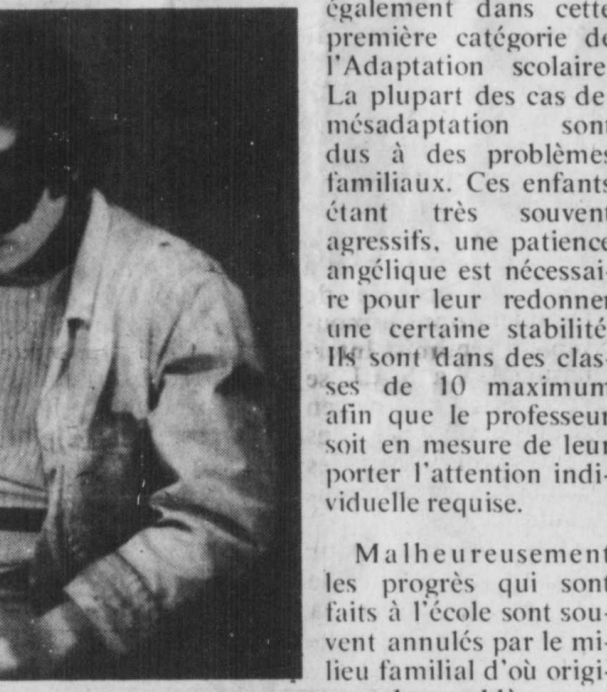 également dans cette
première catégorie de
l'Adaptation scolaire
La plupart des cas de
mésadaptation sont
dus à des problèmes
familiaux. Ces enfants
étant très souvent
agressifs, une patience
angélique est nécessai-
re pour leur redonner
une certaine stabilité
Ils sont dans des clas-
ses de 10 maximum
afin que le professeur
soit en mesure de leur
porter l'attention indi-
viduelle requise.
Malheureusement
les progrès qui sont
faits à l'école sont sou-
vent annulés par le mi-
lieu familial d'où origi-